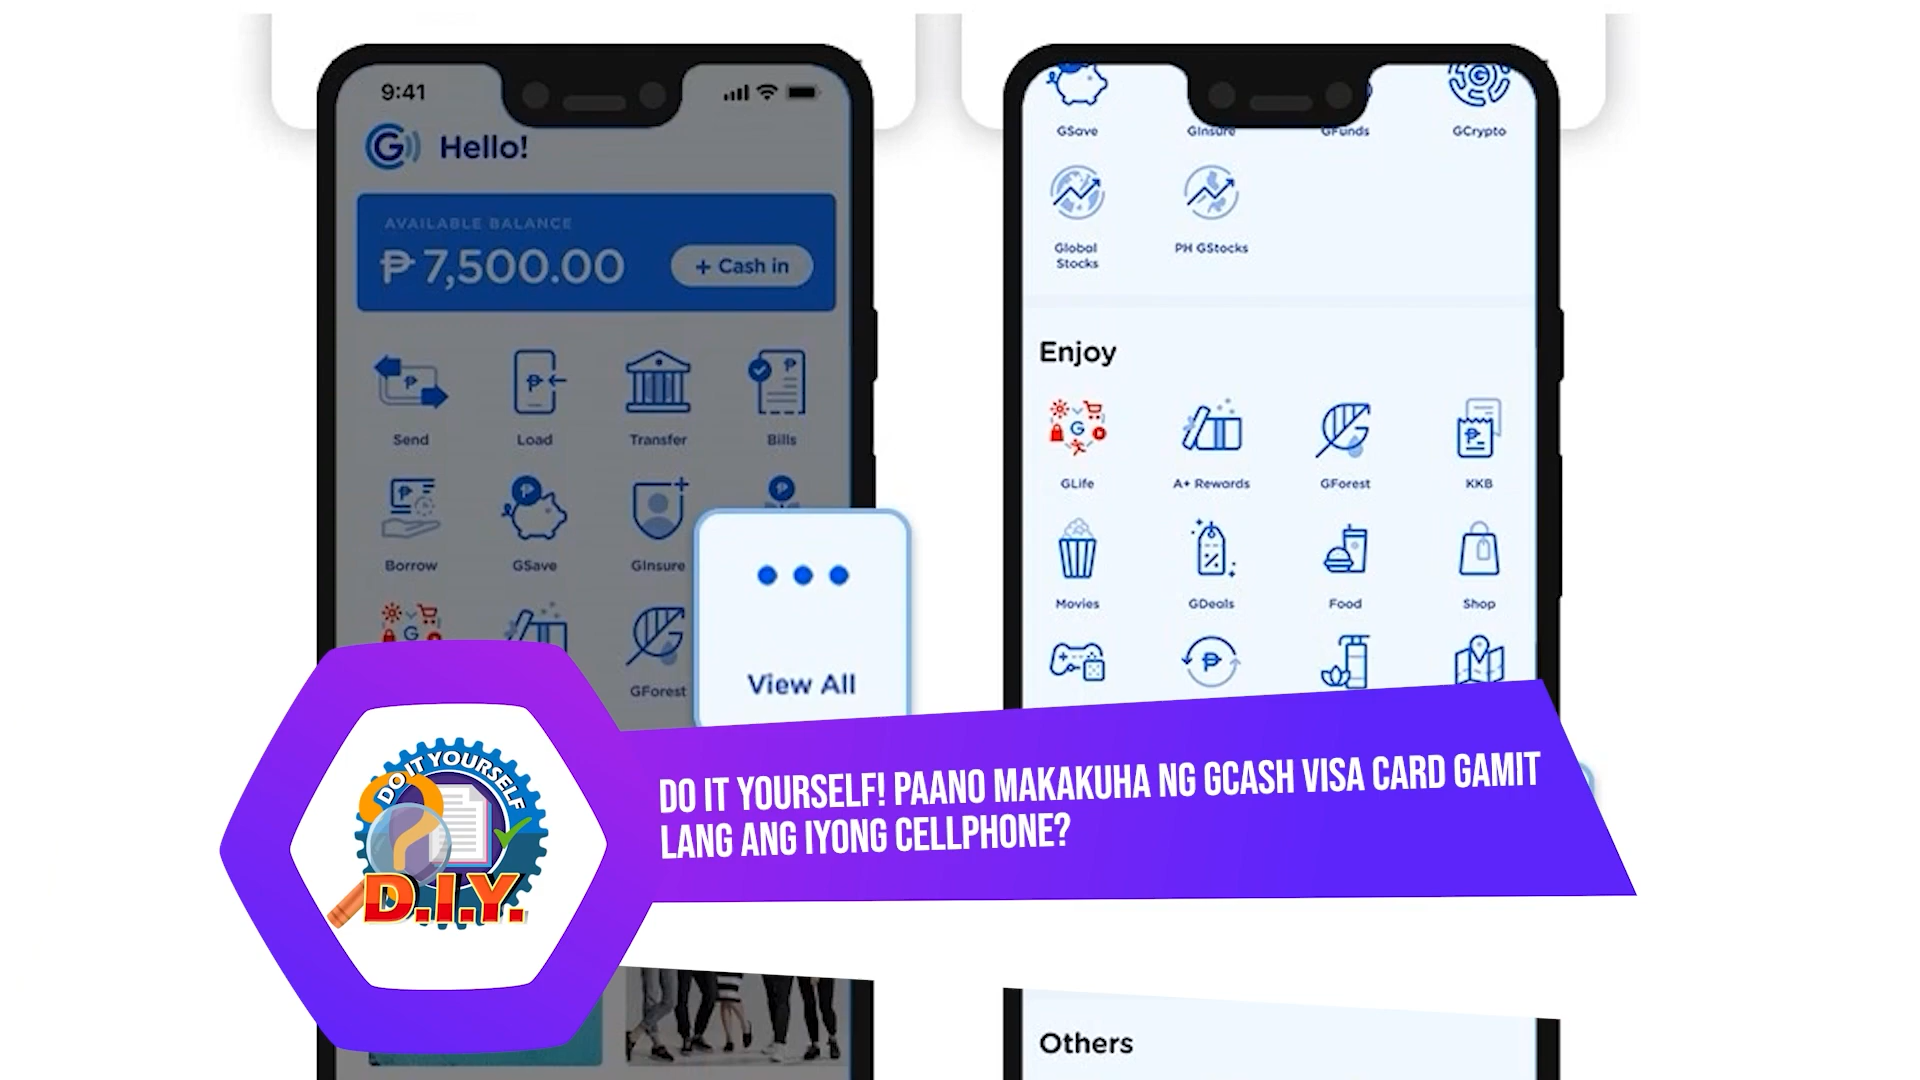 9:41
Hello!
AVAILABLE BALANCE
₱ 7,500.00
+ Cash in
Send
Load
Transfer
Bills
Borrow
GSave
GInsure
GForest
View All
GSave
GInsure
GFunds
GCrypto
Global
Stocks
PH GStocks
Enjoy
GLife
A+ Rewards
GForest
KKB
Movies
GDeals
Food
Shop
DO IT YOURSELF
D.I.Y.
DO IT YOURSELF! PAANO MAKAKUHA NG GCASH VISA CARD GAMIT
LANG ANG IYONG CELLPHONE?
Others